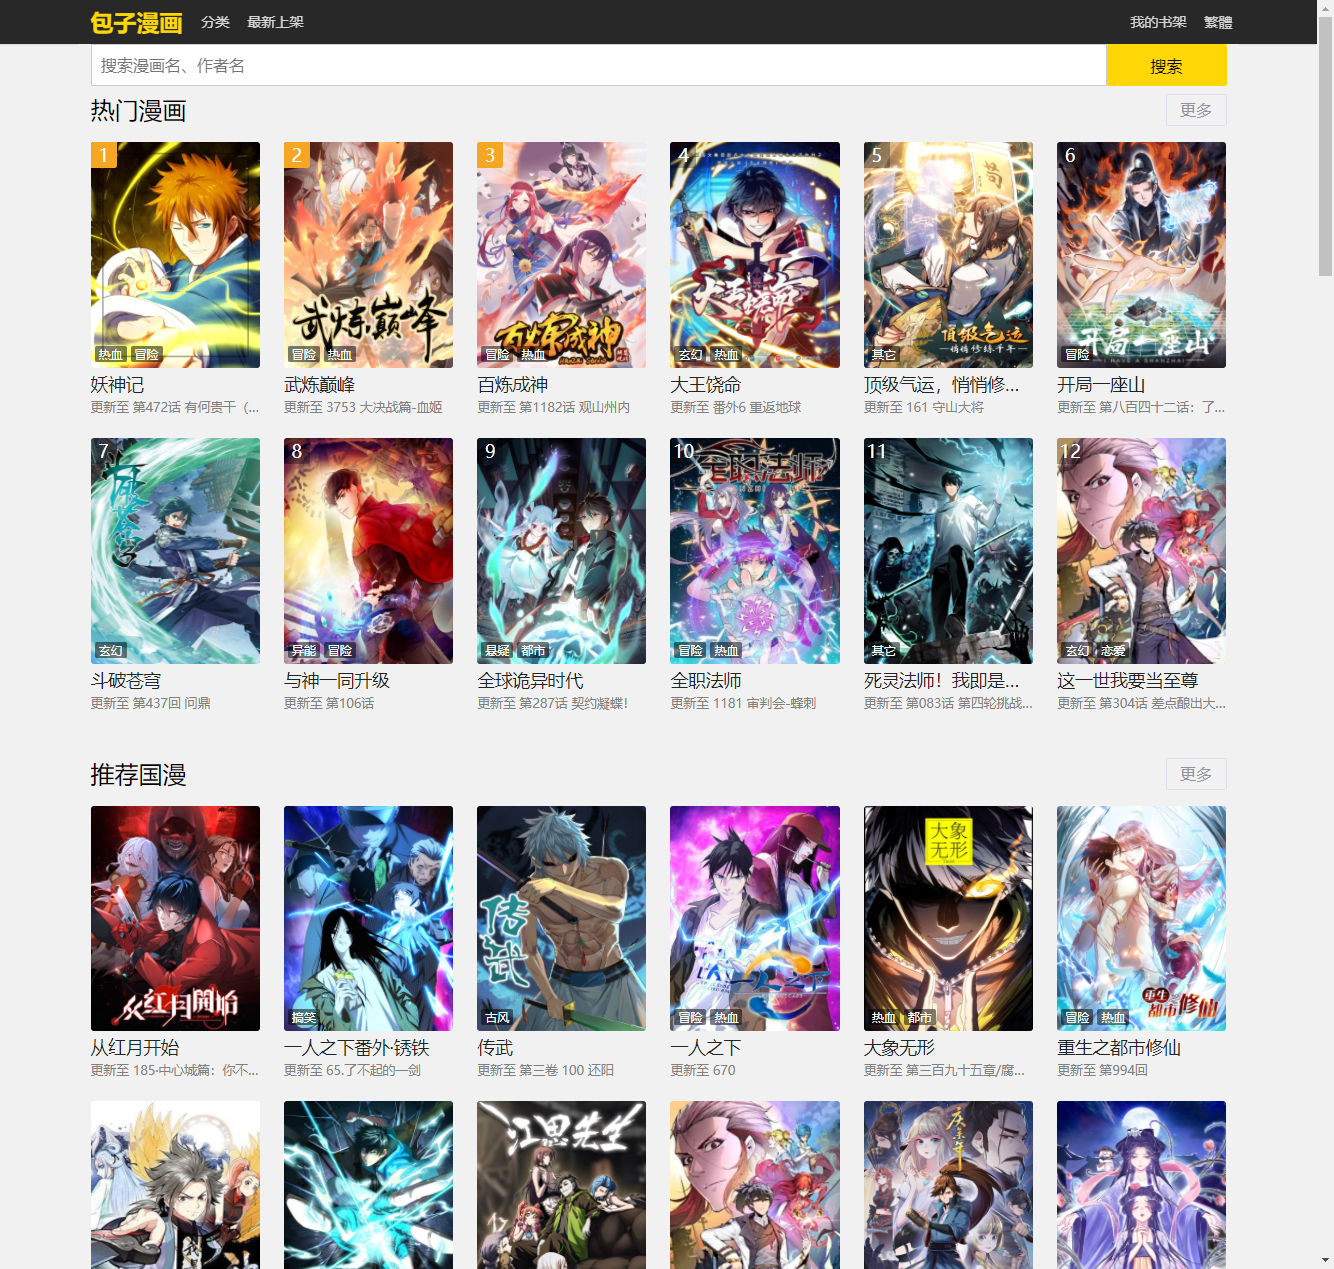 包子漫画 分类 最新上架 我的书架 繁體
搜索漫画名、作者名 搜索
热门漫画 更多
1 2 3 4 5 6
武炼巅峰
百炼成神
大王饶命
苟
顶级气运
悄悄修炼千年
开局一座山
热血 冒险 冒险 热血 冒险 热血 玄幻 热血 其它 冒险
妖神记 武炼巅峰 百炼成神 大王饶命 顶级气运，悄悄修... 开局一座山
更新至 第472话 有何贵干（... 更新至 3753 大决战篇-血姬 更新至 第1182话 观山州内 更新至 番外6 重返地球 更新至 161 守山大将 更新至 第八百四十二话：了...
7 8 9 10 11 12
斗破苍穹
全职法师
玄幻 异能 冒险 悬疑 都市 冒险 热血 其它 玄幻 恋爱
斗破苍穹 与神一同升级 全球诡异时代 全职法师 死灵法师！我即是... 这一世我要当至尊
更新至 第437回 问鼎 更新至 第106话 更新至 第287话 契约凝蝶！ 更新至 1181 审判会-蜂刺 更新至 第083话 第四轮挑战... 更新至 第304话 差点酿出大...
推荐国漫 更多
从红月開始
传武
一人之下
大象
无形
重生之
都市修仙
搞笑 古风 冒险 热血 热血 都市 冒险 热血
从红月开始 一人之下番外·锈铁 传武 一人之下 大象无形 重生之都市修仙
更新至 185·中心城篇：你不... 更新至 65.了不起的一剑 更新至 第三卷 100 还阳 更新至 670 更新至 第三百九十五章/腐... 更新至 第994回
江思先生
庆余年